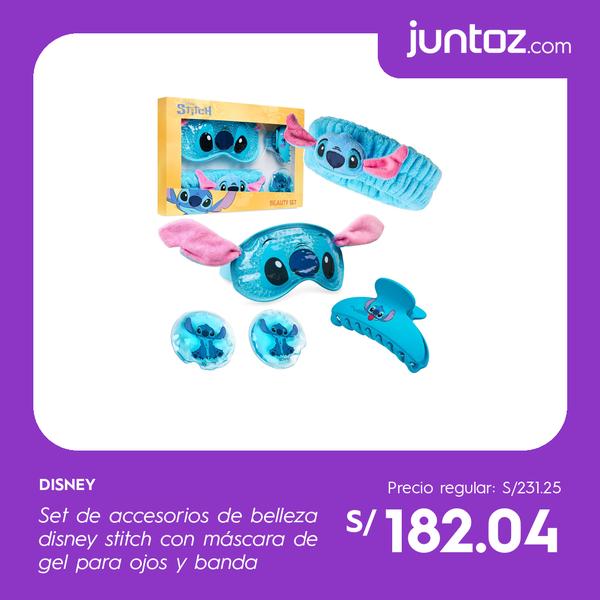 juntoz.com
STITCH
BEAUTY SET
DISNEY
Set de accesorios de belleza
disney stitch con máscara de
gel para ojos y banda
Precio regular: S/231.25
S/ 182.04